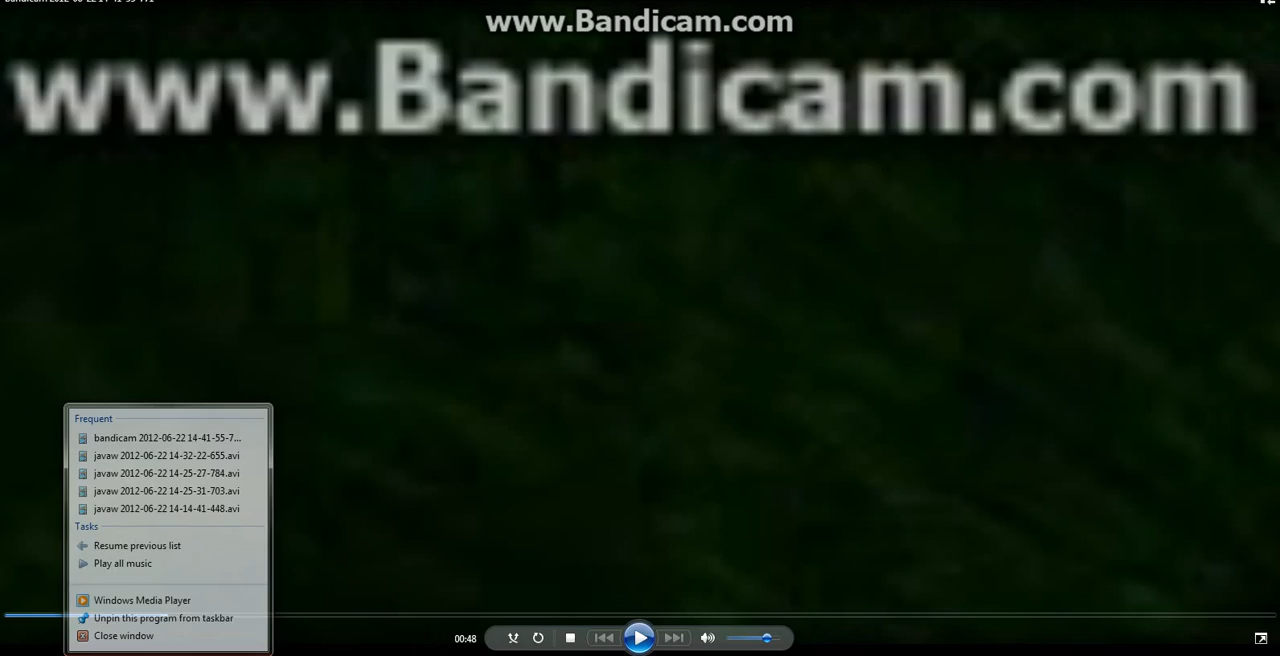 www.Bandicam.com
www.Bandicam.com
Frequent
bandicam 2012-06-22 14-41-55-7...
javaw 2012-06-22 14-32-22-655.avi
javaw 2012-06-22 14-25-27-784.avi
javaw 2012-06-22 14-25-31-703.avi
javaw 2012-06-22 14-14-41-448.avi
Tasks
Resume previous list
Play all music
Windows Media Player
Unpin this program from taskbar
Close window
00:48